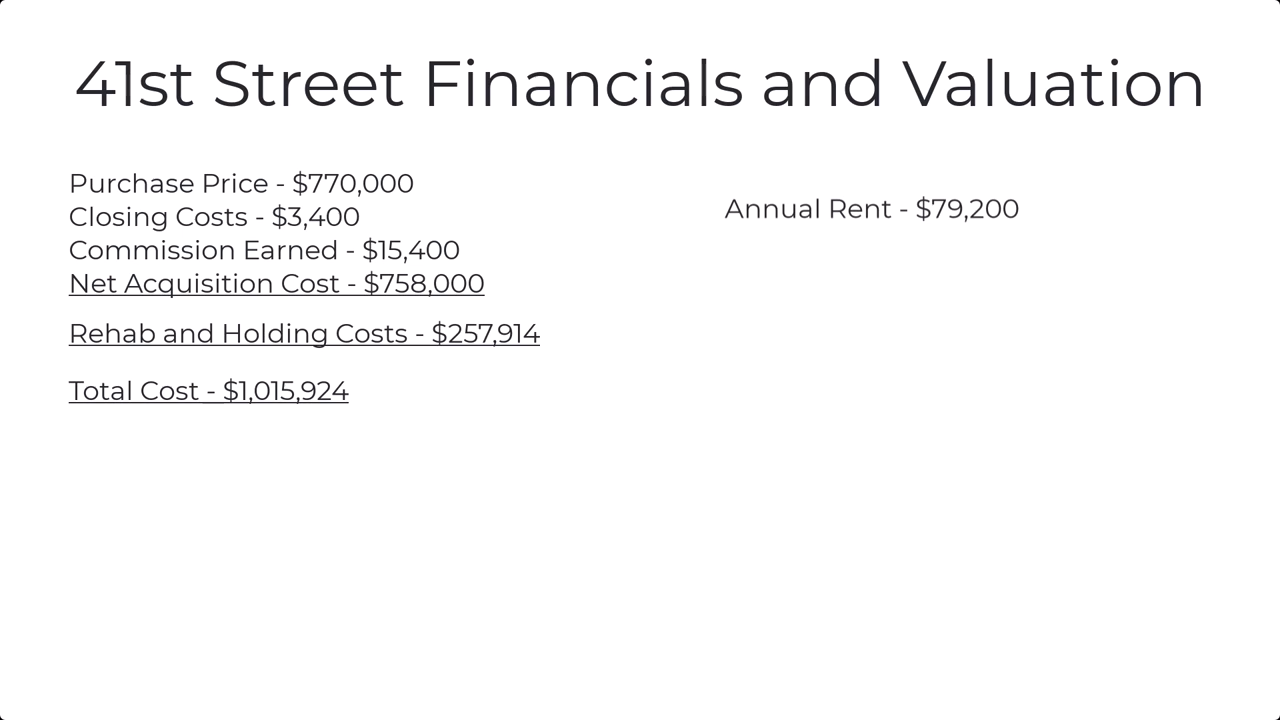 41st Street Financials and Valuation
Purchase Price - $770,000
Closing Costs - $3,400
Commission Earned - $15,400
Net Acquisition Cost - $758,000
Rehab and Holding Costs - $257,914
Total Cost - $1,015,924
Annual Rent - $79,200